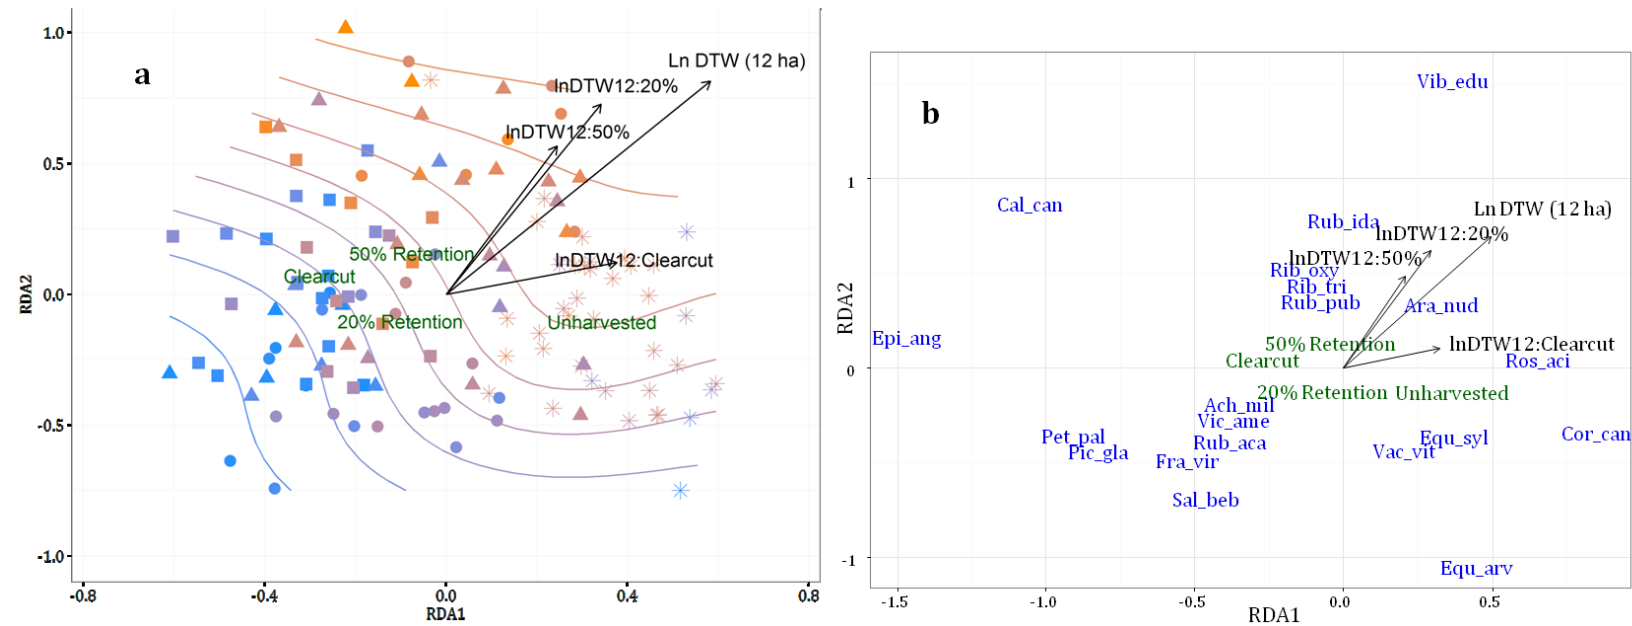 a
1.0
0.5
0.0
-0.5
-1.0
RDA2
Ln DTW (12 ha)
lnDTW12:20%
lnDTW12:50%
lnDTW12:Clearcut
50% Retention
Clearcut
20% Retention
Unharvested
-0.8
-0.4
0.0
0.4
0.8
RDA1
b
1
0
-1
RDA2
Vib_edu
Cal_can
Rub_ida
Ln DTW (12 ha)
lnDTW12:20%
lnDTW12:50%
Rib_oxy
Rib_tri
Rub_pub
Ara_nud
Epi_ang
50% Retention
lnDTW12:Clearcut
Clearcut
Ros_aci
20% Retention
Unharvested
Ach_mil
Vic_ame
Pet_pal
Rub_aca
Equ_syl
Cor_can
Pic_gla
Vac_vit
Fra_vir
Sal_beb
Equ_arv
-1.5
-1.0
-0.5
0.0
0.5
RDA1